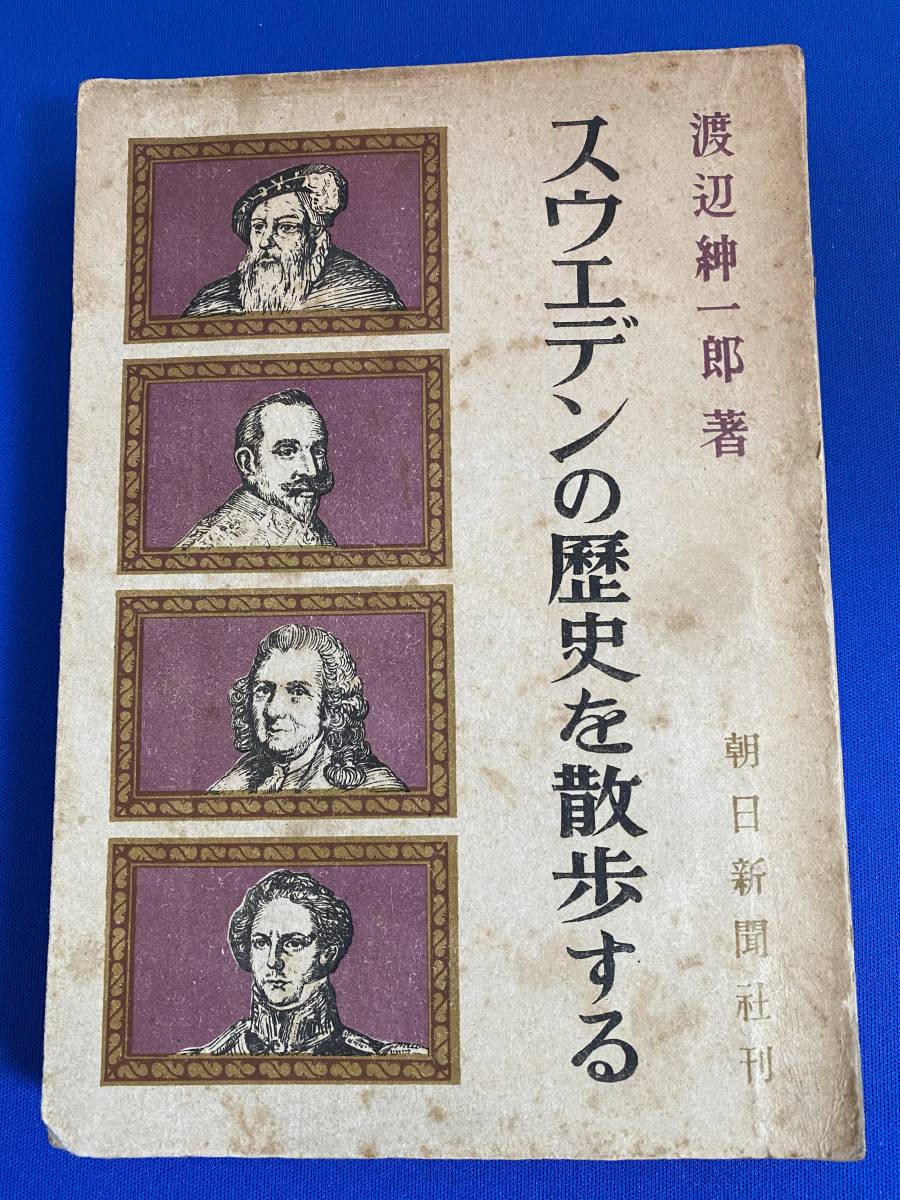 渡辺紳一郎 著
スウエデンの歴史を散歩する
朝日新聞社刊